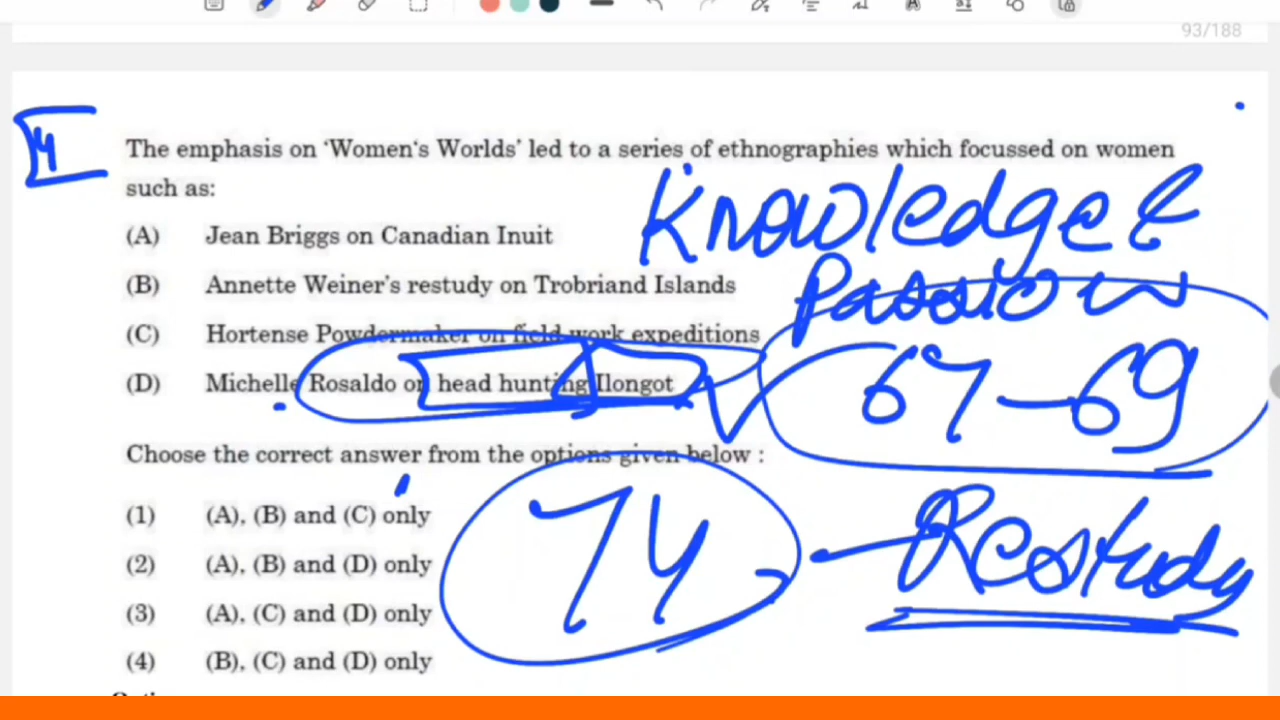 93/188
The emphasis on 'Women's Worlds' led to a series of ethnographies which focussed on women
such as:
(A) Jean Briggs on Canadian Inuit
Knowledge &
(B) Annette Weiner's restudy on Trobriand Islands
Passion
(C) Hortense Powdermaker on field work expeditions
(D) Michelle Rosaldo on head hunting Ilongot
67-69
Choose the correct answer from the options given below :
(1) (A), (B) and (C) only
74 - Restudy
(2) (A), (B) and (D) only
(3) (A), (C) and (D) only
(4) (B), (C) and (D) only